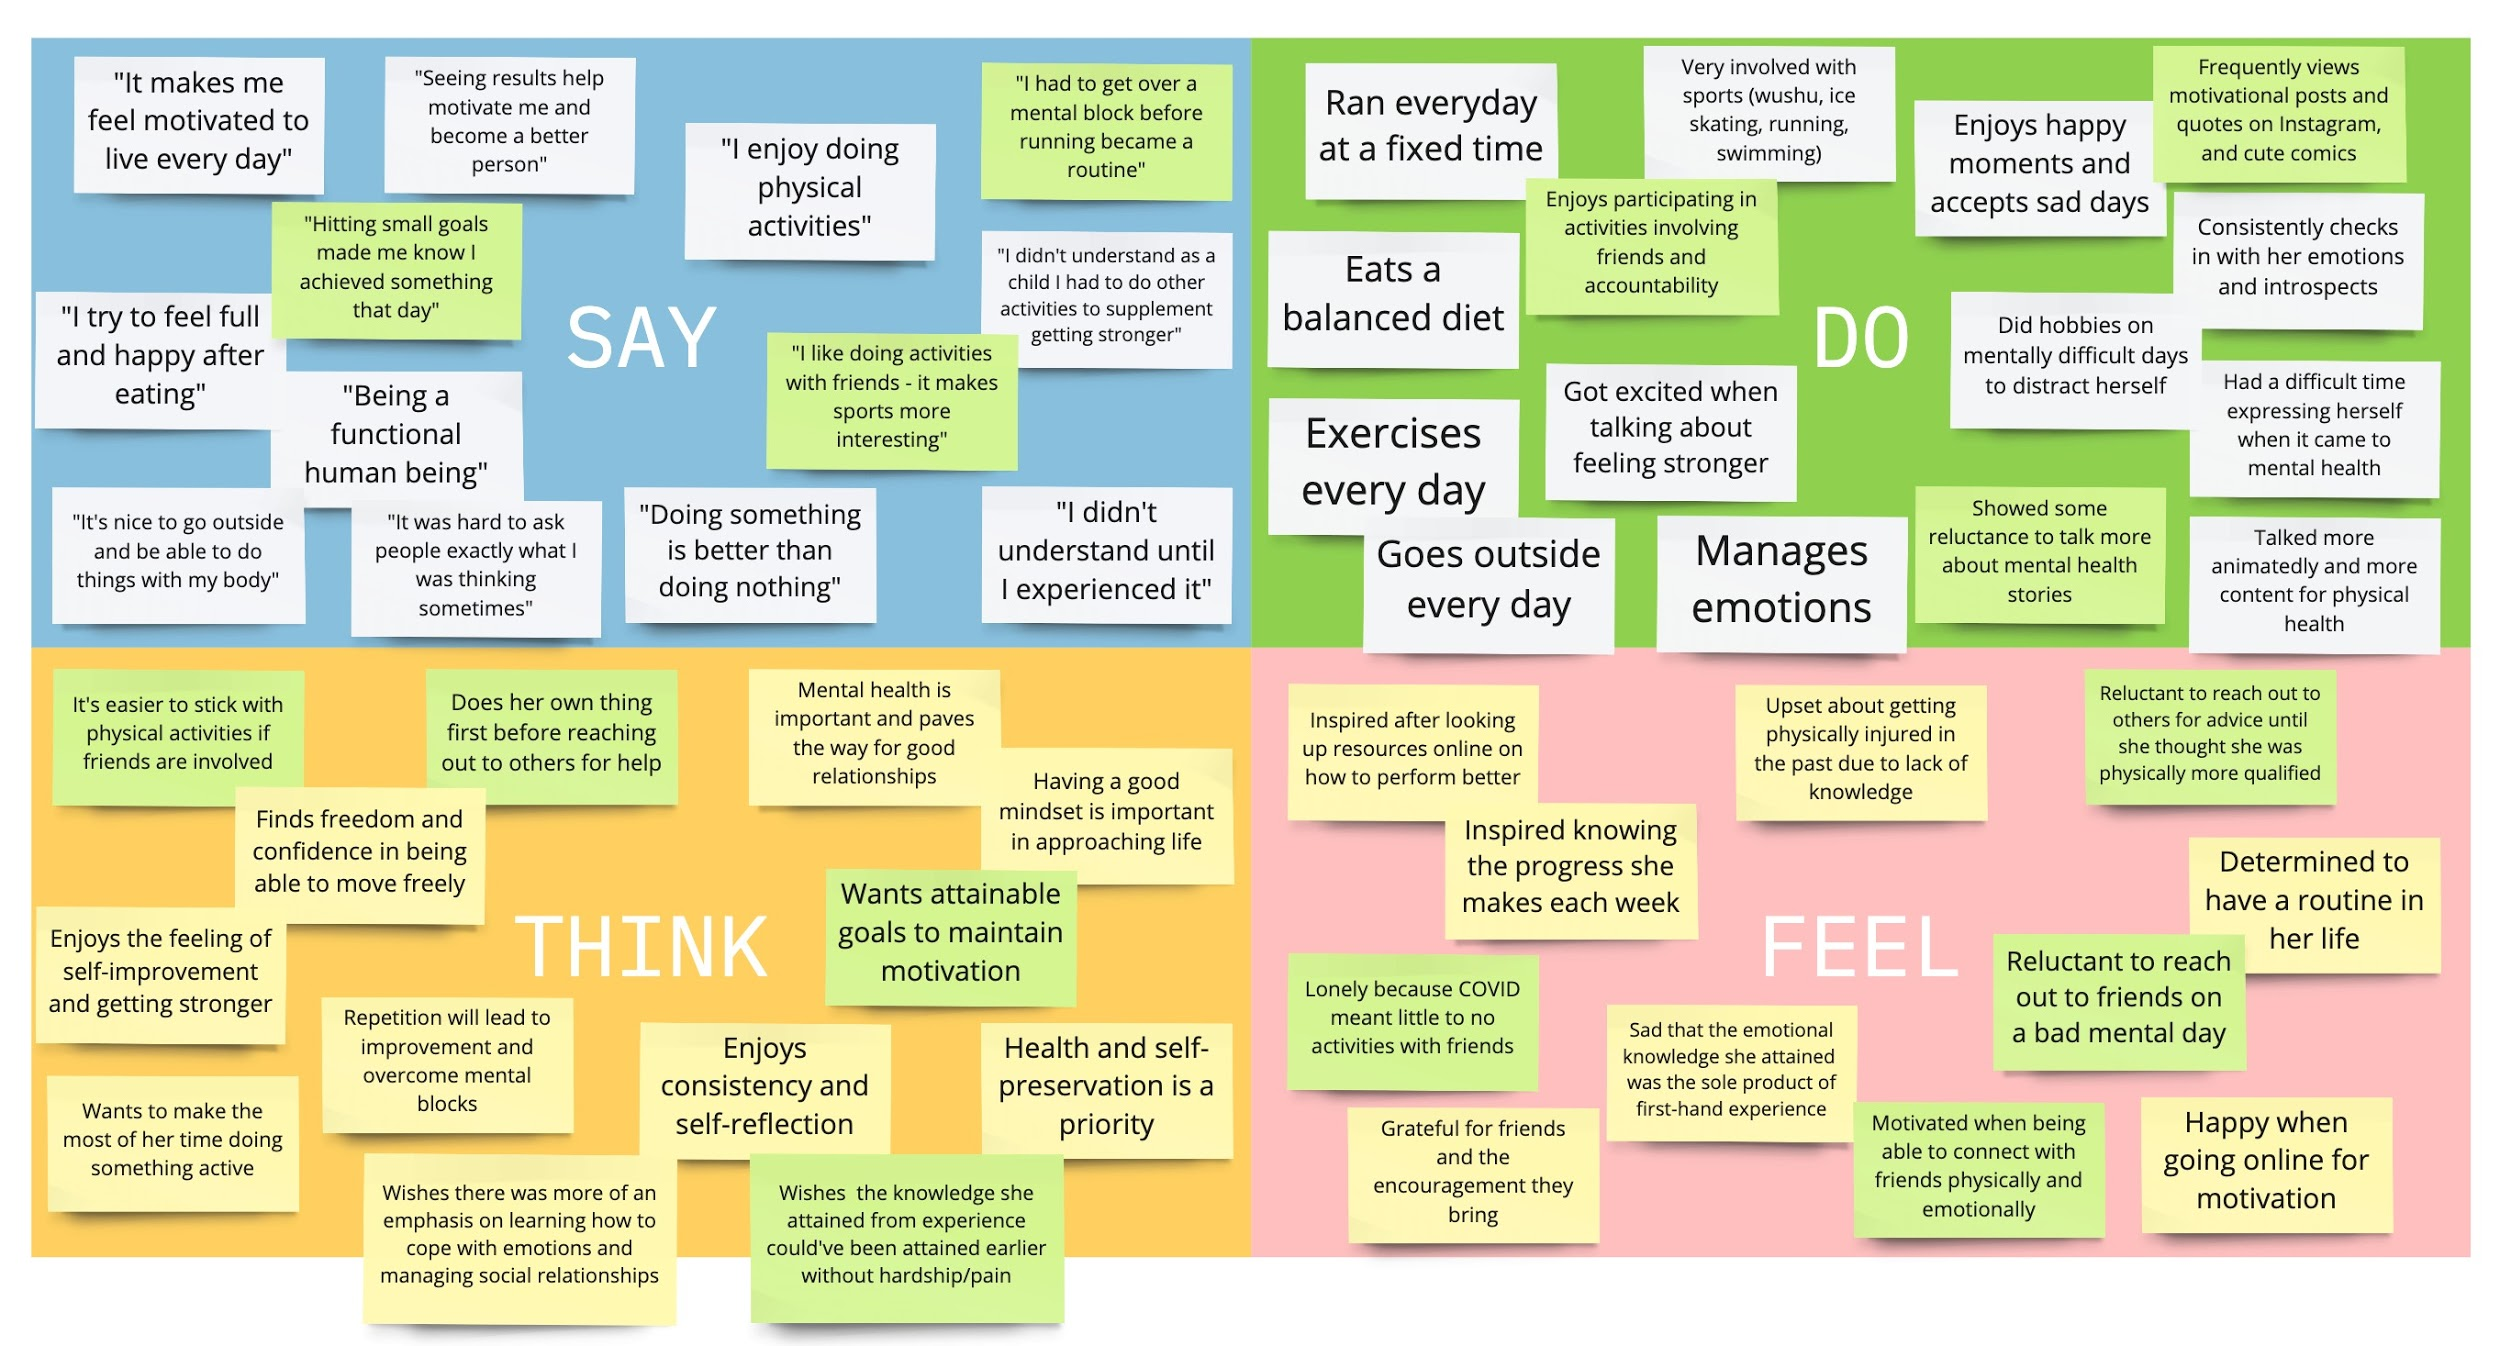 "It makes me
feel motivated to
live every day"
"Seeing results help
motivate me and
become a better
person"
"I enjoy doing
physical
activities"
"I had to get over a
mental block before
running became a
routine"
"Hitting small goals
made me know I
achieved something
that day"
"I didn't understand as a
child I had to do other
activities to supplement
getting stronger"
"I try to feel full
and happy after
eating"
SAY
"I like doing activities
with friends - it makes
sports more
interesting"
"Being a
functional
human being"
"It's nice to go outside
and be able to do
things with my body"
"It was hard to ask
people exactly what I
was thinking
sometimes"
"Doing something
is better than
doing nothing"
"I didn't
understand until
I experienced it"
Ran everyday
at a fixed time
Very involved with
sports (wushu, ice
skating, running,
swimming)
Enjoys happy
moments and
accepts sad days
Frequently views
motivational posts and
quotes on Instagram,
and cute comics
Enjoys participating in
activities involving
friends and
accountability
Consistently checks
in with her emotions
and introspects
Eats a
balanced diet
DO
Did hobbies on
mentally difficult days
to distract herself
Got excited when
talking about
feeling stronger
Had a difficult time
expressing herself
when it came to
mental health
Exercises
every day
Goes outside
every day
Manages
emotions
Showed some
reluctance to talk more
about mental health
stories
Talked more
animatedly and more
content for physical
health
It's easier to stick with
physical activities if
friends are involved
Does her own thing
first before reaching
out to others for help
Mental health is
important and paves
the way for good
relationships
Having a good
mindset is important
in approaching life
Finds freedom and
confidence in being
able to move freely
Wants attainable
goals to maintain
motivation
Enjoys the feeling of
self-improvement
and getting stronger
THINK
Repetition will lead to
improvement and
overcome mental
blocks
Enjoys
consistency and
self-reflection
Health and self-
preservation is a
priority
Wants to make the
most of her time doing
something active
Wishes there was more of an
emphasis on learning how to
cope with emotions and
managing social relationships
Wishes the knowledge she
attained from experience
could've been attained earlier
without hardship/pain
Inspired after looking
up resources online on
how to perform better
Upset about getting
physically injured in
the past due to lack of
knowledge
Reluctant to reach out to
others for advice until
she thought she was
physically more qualified
Inspired knowing
the progress she
makes each week
Determined to
have a routine in
her life
FEEL
Reluctant to reach
out to friends on
a bad mental day
Lonely because COVID
meant little to no
activities with friends
Sad that the emotional
knowledge she attained
was the sole product of
first-hand experience
Grateful for friends
and the
encouragement they
bring
Motivated when being
able to connect with
friends physically and
emotionally
Happy when
going online for
motivation